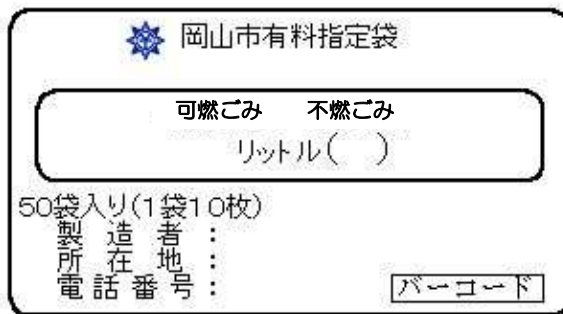 岡山市有料指定袋
可燃ごみ 不燃ごみ
リットル( )
50袋入り(1袋10枚)
製造者:
所在地:
電話番号:
バーコード